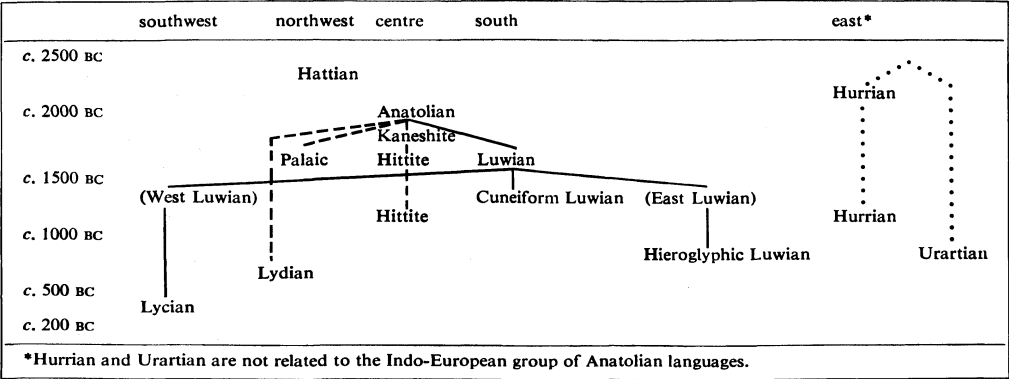 southwest northwest centre south east*
c. 2500 BC
Hattian
Hurrian
c. 2000 BC Anatolian
Kaneshite
Palaic Hittite Luwian
c. 1500 BC
(West Luwian) Cuneiform Luwian (East Luwian)
Hittite Hurrian
c. 1000 BC
Hieroglyphic Luwian Urartian
Lydian
c. 500 BC
Lycian
c. 200 BC
*Hurrian and Urartian are not related to the Indo-European group of Anatolian languages.